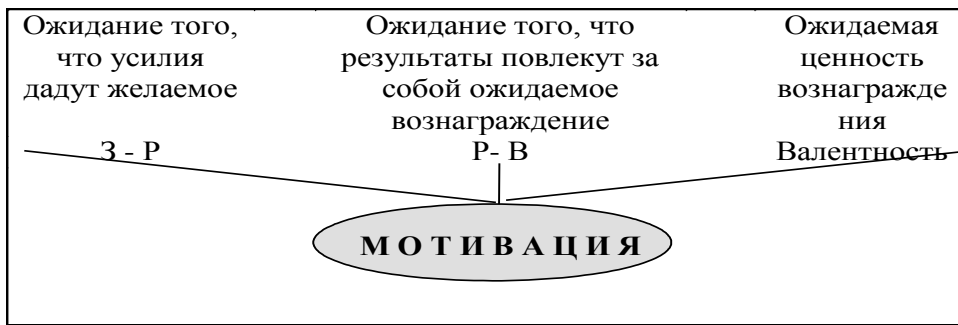 Ожидание того,
что усилия
дадут желаемое
З - Р
Ожидание того, что
результаты повлекут за
собой ожидаемое
вознаграждение
Р- В
Ожидаемая
ценность
вознагражде
ния
Валентность
М О Т И В А Ц И Я